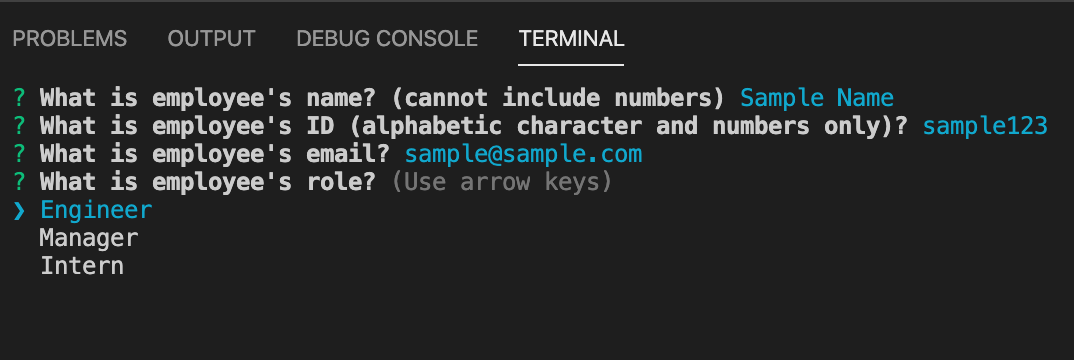 PROBLEMS OUTPUT DEBUG CONSOLE TERMINAL
? What is employee's name? (cannot include numbers) Sample Name
? What is employee's ID (alphabetic character and numbers only)? sample123
? What is employee's email? sample@sample.com
? What is employee's role? (Use arrow keys)
❯ Engineer
Manager
Intern